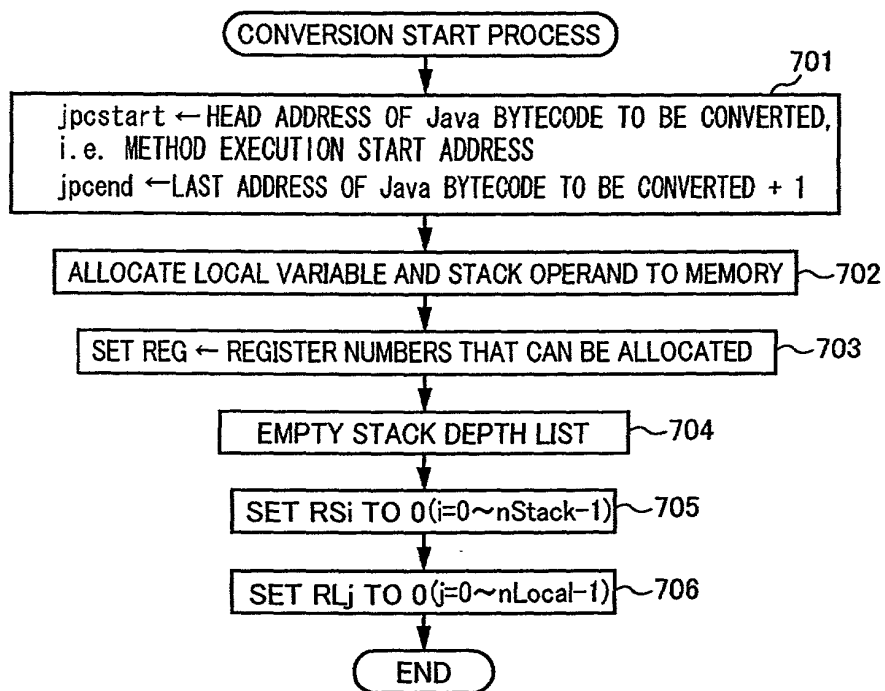 CONVERSION START PROCESS
701
jpcstart ← HEAD ADDRESS OF Java BYTECODE TO BE CONVERTED,
i.e. METHOD EXECUTION START ADDRESS
jpcend ← LAST ADDRESS OF Java BYTECODE TO BE CONVERTED + 1
ALLOCATE LOCAL VARIABLE AND STACK OPERAND TO MEMORY 702
SET REG ← REGISTER NUMBERS THAT CAN BE ALLOCATED 703
EMPTY STACK DEPTH LIST 704
SET RSi TO 0(i=0~nStack-1) 705
SET RLj TO 0(j=0~nLocal-1) 706
END